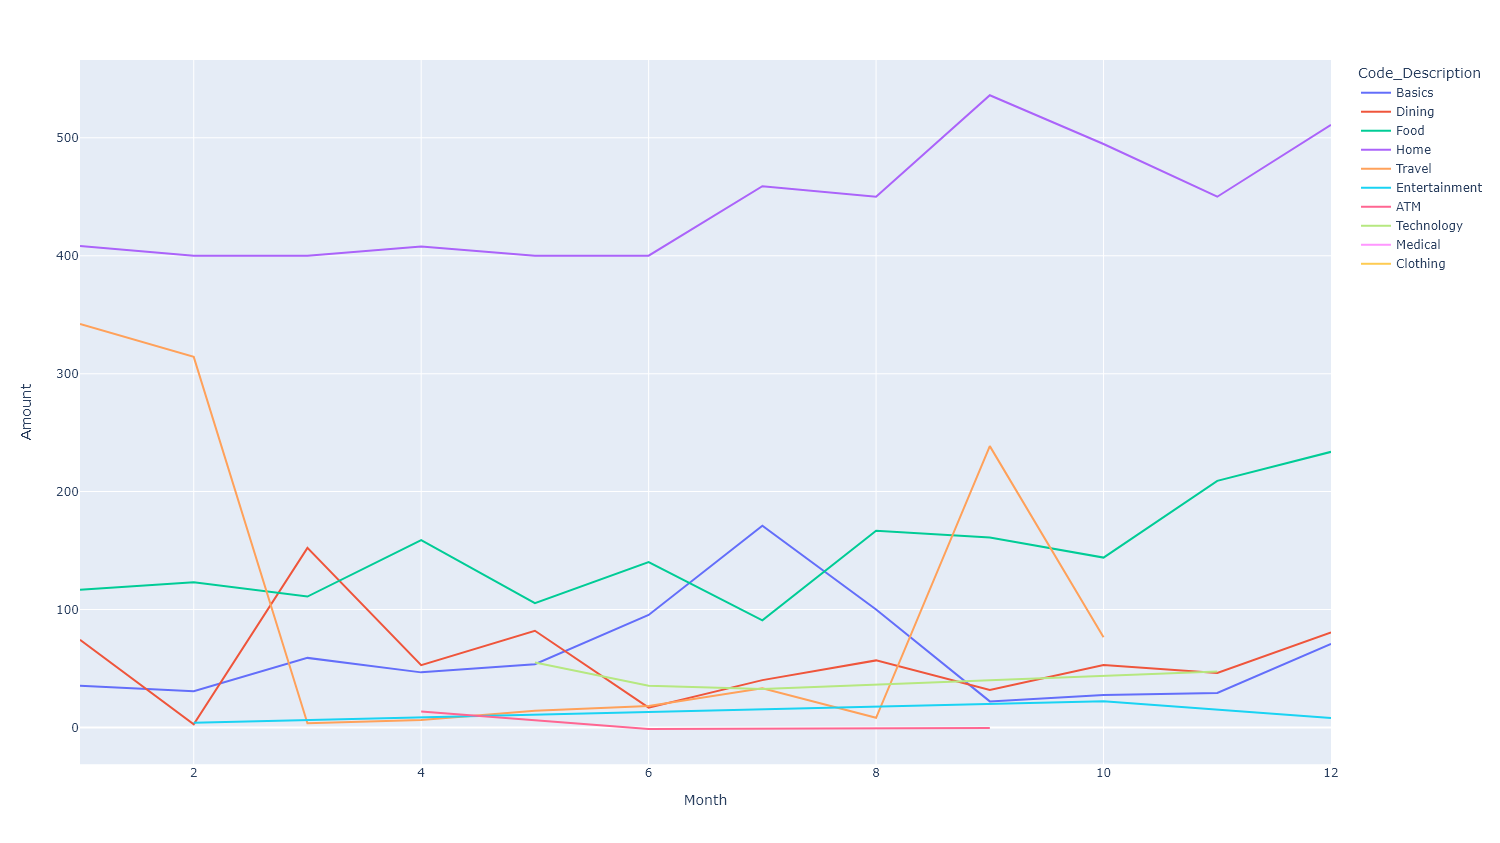 Code_Description
Basics
Dining
Food
Home
Travel
Entertainment
ATM
Technology
Medical
Clothing
500
400
300
200
100
0
Amount
2 4 6 8 10 12
Month